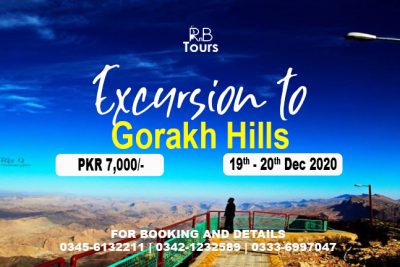 RnB
Tours
Excursion to
Gorakh Hills
PKR 7,000/-
19th - 20th Dec 2020
FOR BOOKING AND DETAILS
0345-6132211 | 0342-1232589 | 0333-6997047